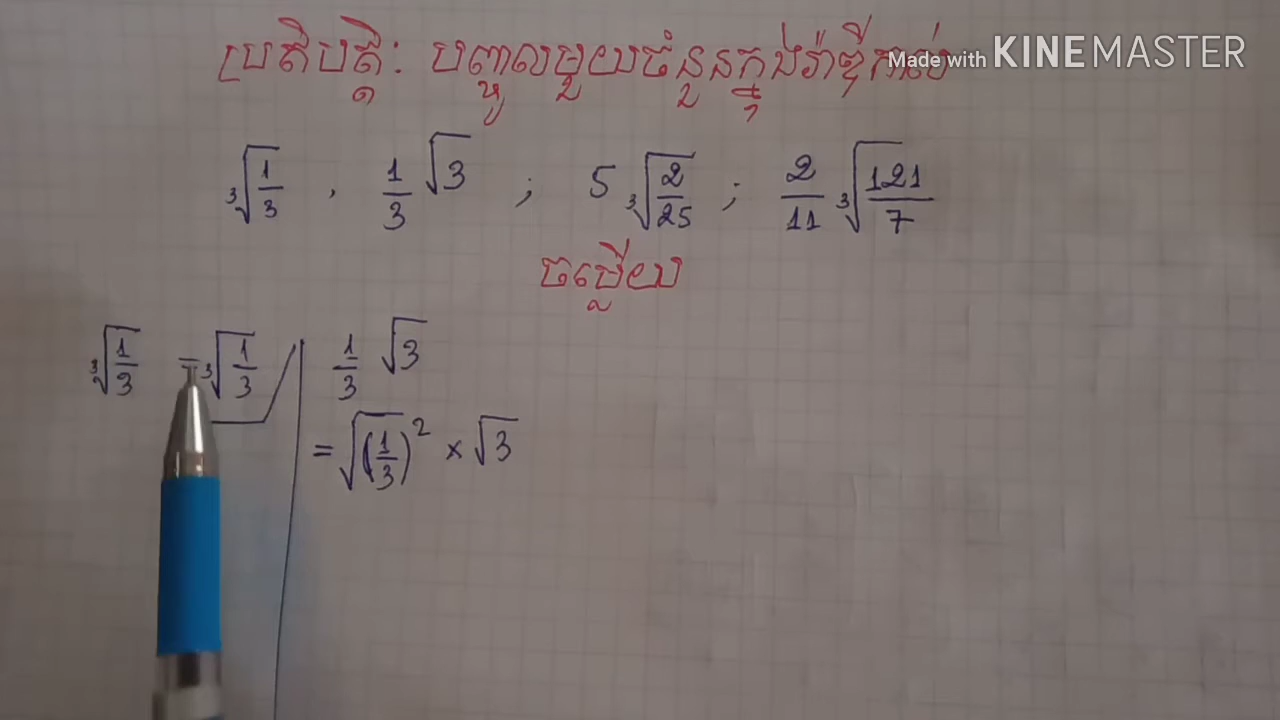 ប្រតិបត្តិ: បញ្ចូលមួយចំនួនក្នុងរ៉ាឌីកាល់
Made with KINEMASTER
∛(1/3) , 1/3 √3 ; 5 ∛(2/25) ; 2/11 ∛(121/7)
ចម្លើយ
∛(1/3) = ∛(1/3)
1/3 √3
= √(1/3)² × √3